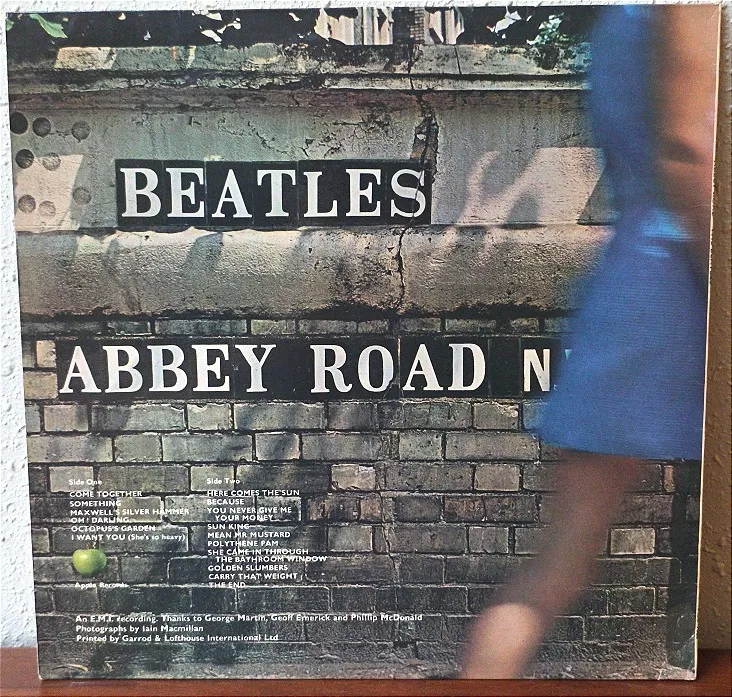 BEATLES
ABBEY ROAD N
Side One
COME TOGETHER
SOMETHING
MAXWELL'S SILVER HAMMER
OH! DARLING
OCTOPUS'S GARDEN
I WANT YOU (She's so heavy)
Side Two
HERE COMES THE SUN
BECAUSE
YOU NEVER GIVE ME
YOUR MONEY
SUN KING
MEAN MR MUSTARD
POLYTHENE PAM
SHE CAME IN THROUGH
THE BATHROOM WINDOW
GOLDEN SLUMBERS
CARRY THAT WEIGHT
THE END
Apple Records
An E.M.I. recording. Thanks to George Martin, Geoff Emerick and Phillip McDonald
Photographs by Iain Macmillan
Printed by Garrod & Lofthouse International Ltd